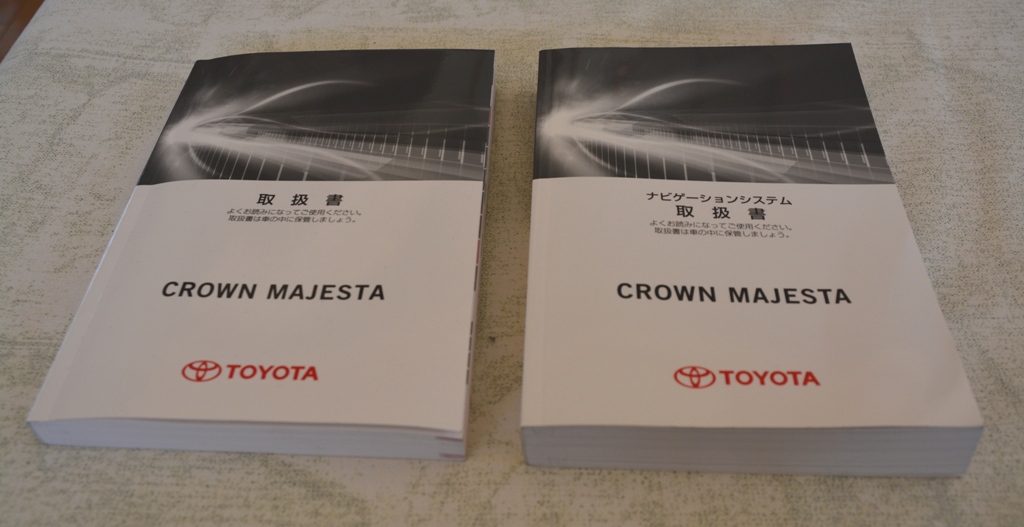 取扱書
よくお読みになってご使用ください。
取扱書は車の中に保管しましょう。
CROWN MAJESTA
TOYOTA
ナビゲーションシステム
取扱書
よくお読みになってご使用ください。
取扱書は車の中に保管しましょう。
CROWN MAJESTA
TOYOTA